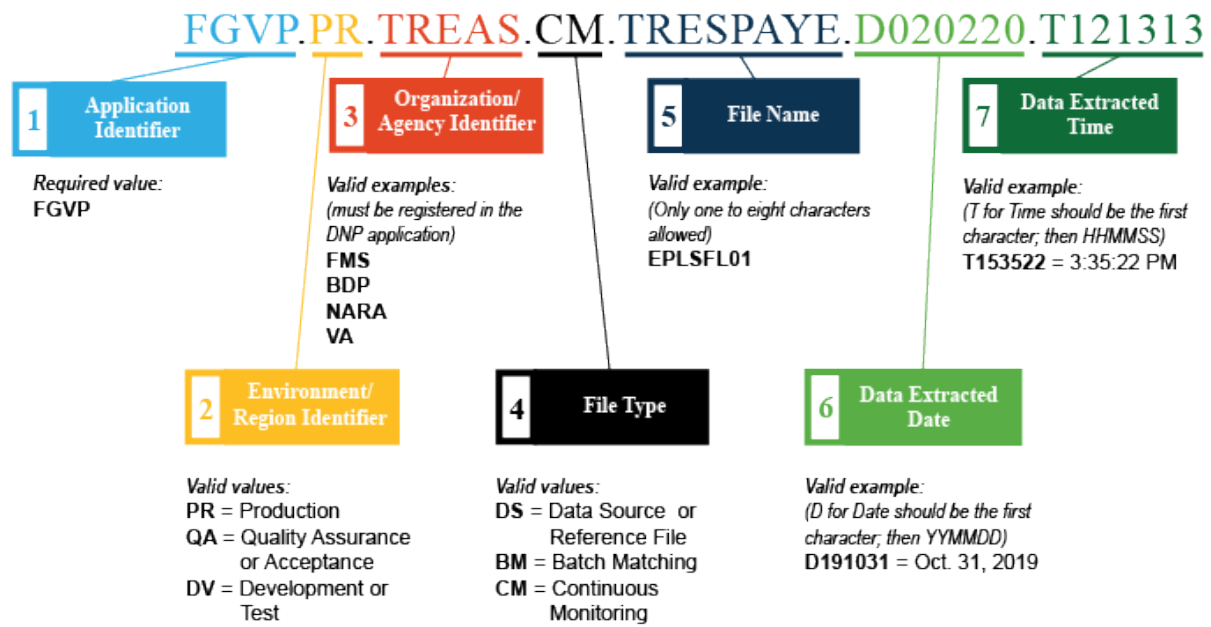 FGVP.PR.TREAS.CM.TRESPAYE.D020220.T121313
1
Application
Identifier
Required value:
FGVP
3
Organization/
Agency Identifier
Valid examples:
(must be registered in the
DNP application)
FMS
BDP
NARA
VA
5
File Name
Valid example:
(Only one to eight characters
allowed)
EPLSFL01
7
Data Extracted
Time
Valid example:
(T for Time should be the first
character; then HHMMSS)
T153522 = 3:35:22 PM
2
Environment/
Region Identifier
Valid values:
PR = Production
QA = Quality Assurance
or Acceptance
DV = Development or
Test
4
File Type
Valid values:
DS = Data Source or
Reference File
BM = Batch Matching
CM = Continuous
Monitoring
6
Data Extracted
Date
Valid example:
(D for Date should be the first
character; then YYMMDD)
D191031 = Oct. 31, 2019